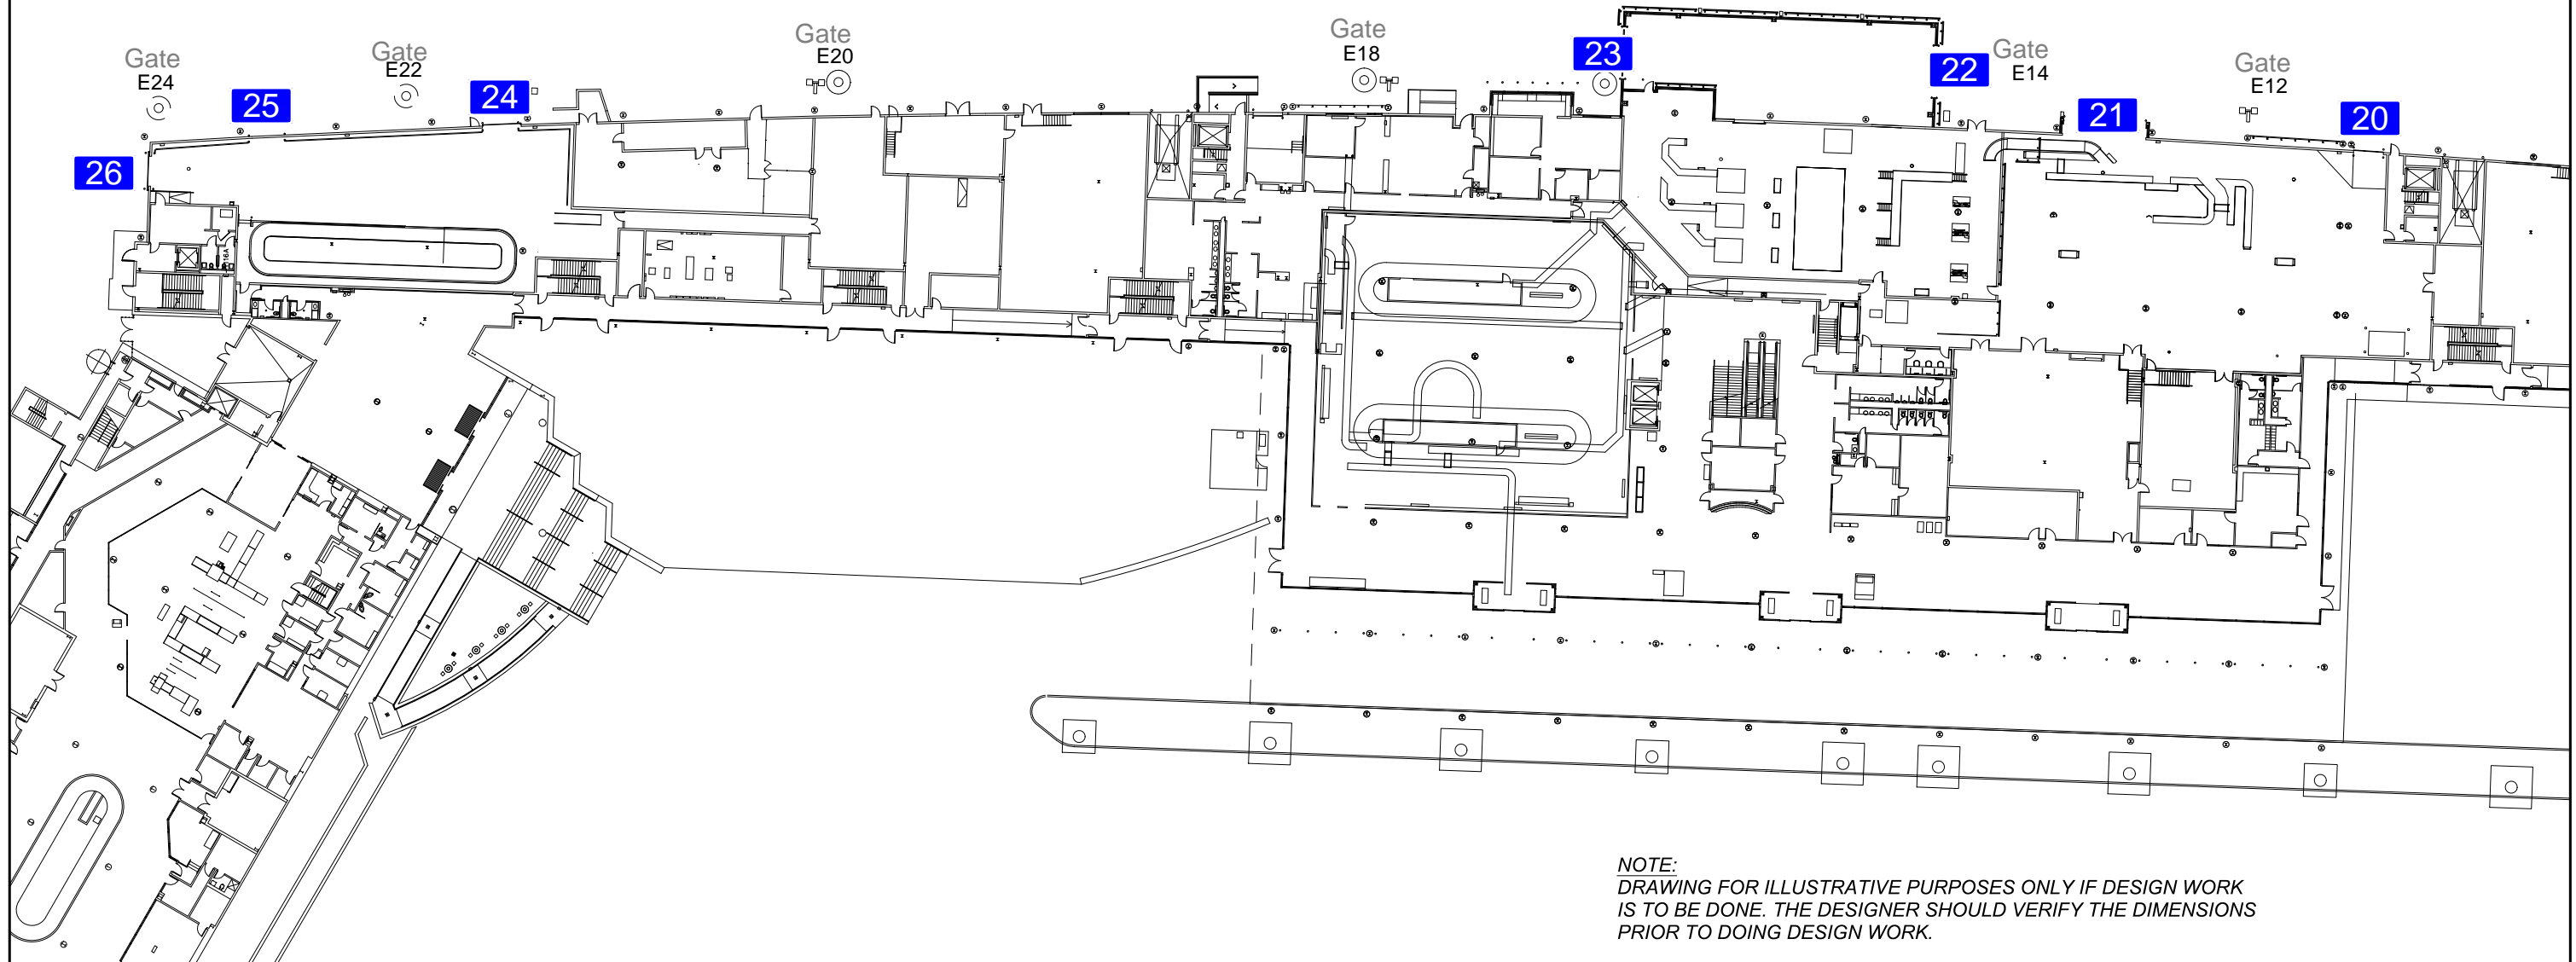 Gate
E24
Gate
E22
Gate
E20
Gate
E18
Gate
E14
Gate
E12
26
25
24
23
22
21
20
NOTE:
DRAWING FOR ILLUSTRATIVE PURPOSES ONLY IF DESIGN WORK
IS TO BE DONE. THE DESIGNER SHOULD VERIFY THE DIMENSIONS
PRIOR TO DOING DESIGN WORK.